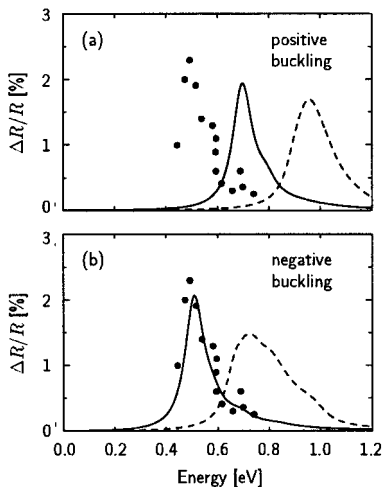 3
(a)
positive
buckling
2
ΔR/R [%]
1
0
3
(b)
negative
buckling
2
ΔR/R [%]
1
0
0.0 0.2 0.4 0.6 0.8 1.0 1.2
Energy [eV]